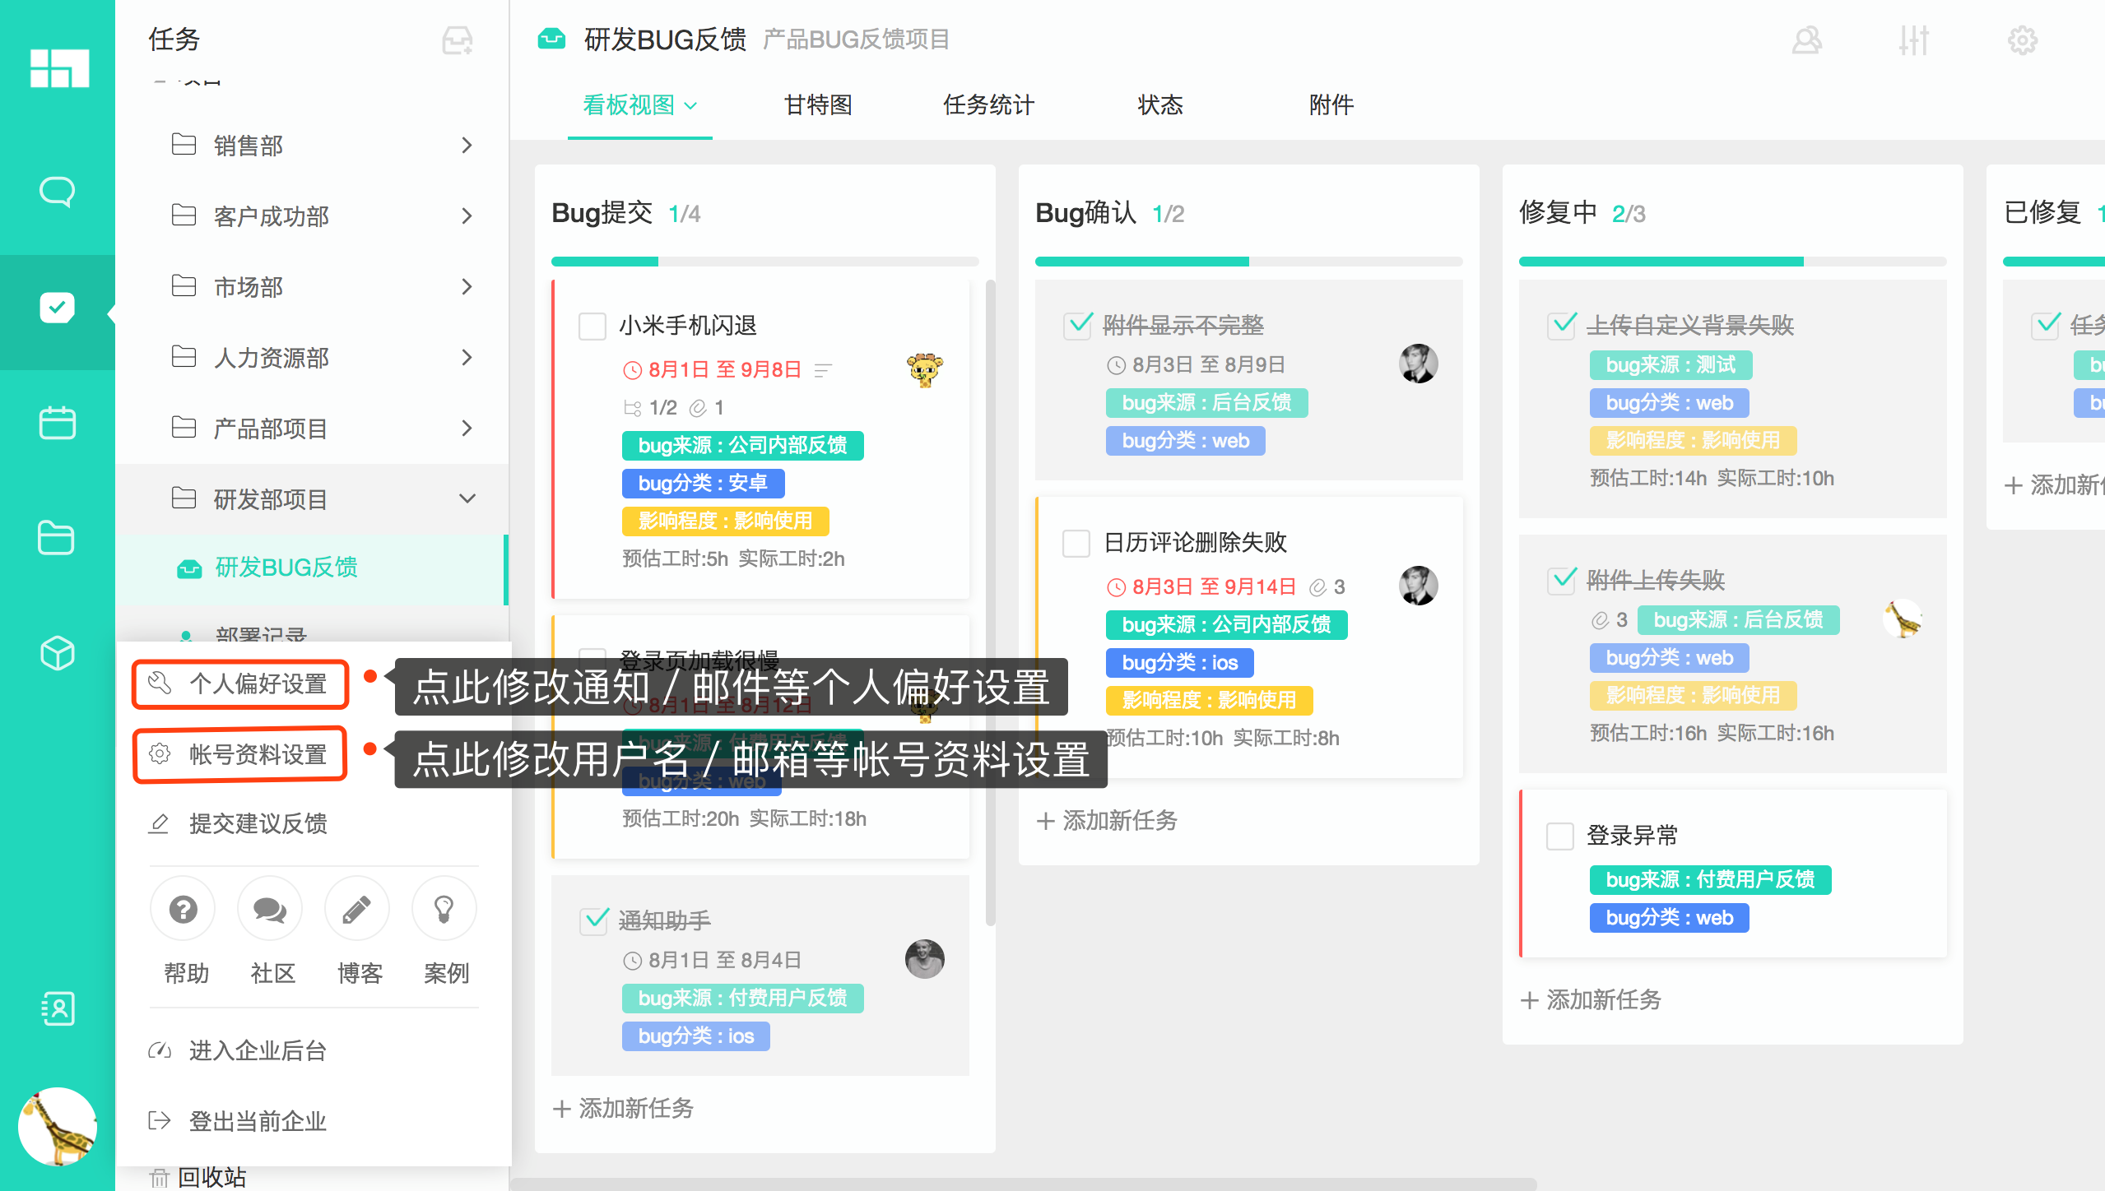 任务
研发BUG反馈 产品BUG反馈项目
看板视图
甘特图
任务统计
状态
附件
销售部
客户成功部
市场部
人力资源部
产品部项目
研发部项目
研发BUG反馈
部署记录
个人偏好设置
点此修改通知 / 邮件等个人偏好设置
帐号资料设置
点此修改用户名 / 邮箱等帐号资料设置
提交建议反馈
帮助
社区
博客
案例
进入企业后台
登出当前企业
回收站
Bug提交 1/4
小米手机闪退
8月1日 至 9月8日
1/2 1
bug来源 : 公司内部反馈
bug分类 : 安卓
影响程度 : 影响使用
预估工时:5h 实际工时:2h
登录页加载很慢
8月1日 至 8月12日
bug来源 : 付费用户反馈
bug分类 : web
预估工时:20h 实际工时:18h
通知助手
8月1日 至 8月4日
bug来源 : 付费用户反馈
bug分类 : ios
+ 添加新任务
Bug确认 1/2
附件显示不完整
8月3日 至 8月9日
bug来源 : 后台反馈
bug分类 : web
日历评论删除失败
8月3日 至 9月14日 3
bug来源 : 公司内部反馈
bug分类 : ios
影响程度 : 影响使用
预估工时:10h 实际工时:8h
+ 添加新任务
修复中 2/3
上传自定义背景失败
bug来源 : 测试
bug分类 : web
影响程度 : 影响使用
预估工时:14h 实际工时:10h
附件上传失败
3 bug来源 : 后台反馈
bug分类 : web
影响程度 : 影响使用
预估工时:16h 实际工时:16h
登录异常
bug来源 : 付费用户反馈
bug分类 : web
+ 添加新任务
已修复 1
任务
bu
bu
+ 添加新